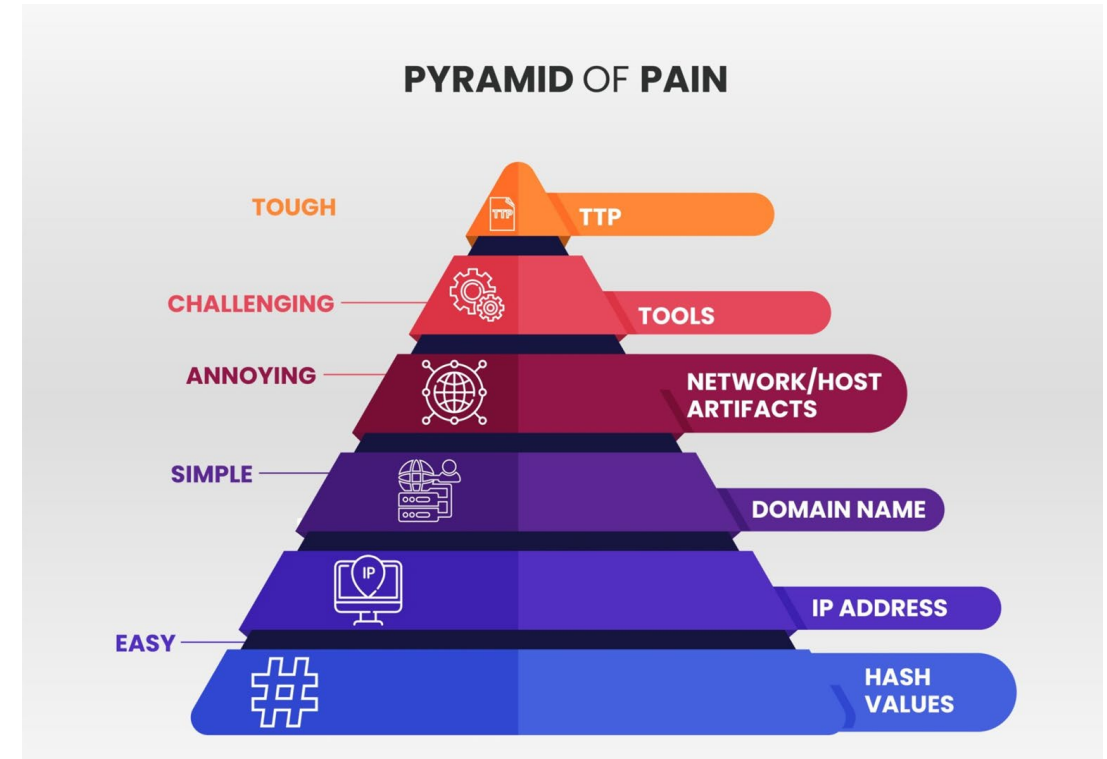 PYRAMID OF PAIN
TOUGH
TTP
TTP
CHALLENGING
TOOLS
ANNOYING
NETWORK/HOST
ARTIFACTS
SIMPLE
DOMAIN NAME
IP
IP ADDRESS
EASY
HASH
VALUES
#